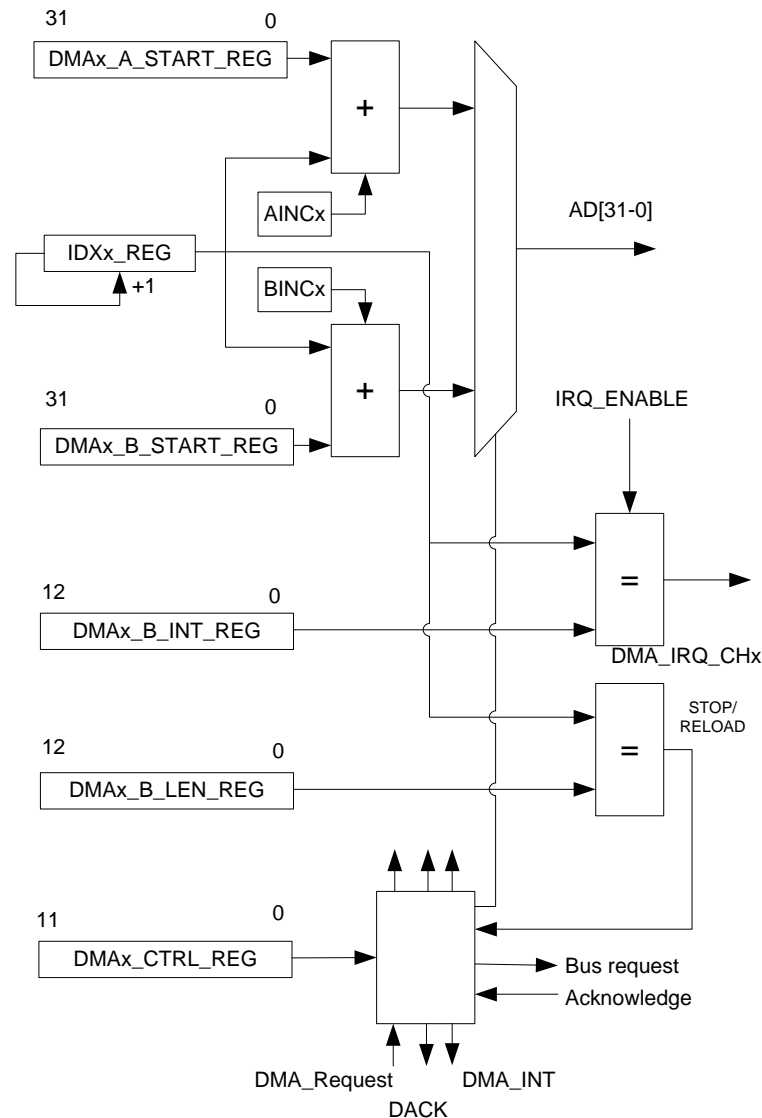 31 0
DMAx_A_START_REG
+
AINCx
AD[31-0]
IDXx_REG
+1
BINCx
+
31 0
DMAx_B_START_REG
IRQ_ENABLE
=
12 0
DMAx_B_INT_REG
DMA_IRQ_CHx
STOP/
RELOAD
=
12 0
DMAx_B_LEN_REG
11 0
DMAx_CTRL_REG
Bus request
Acknowledge
DMA_Request DMA_INT
DACK